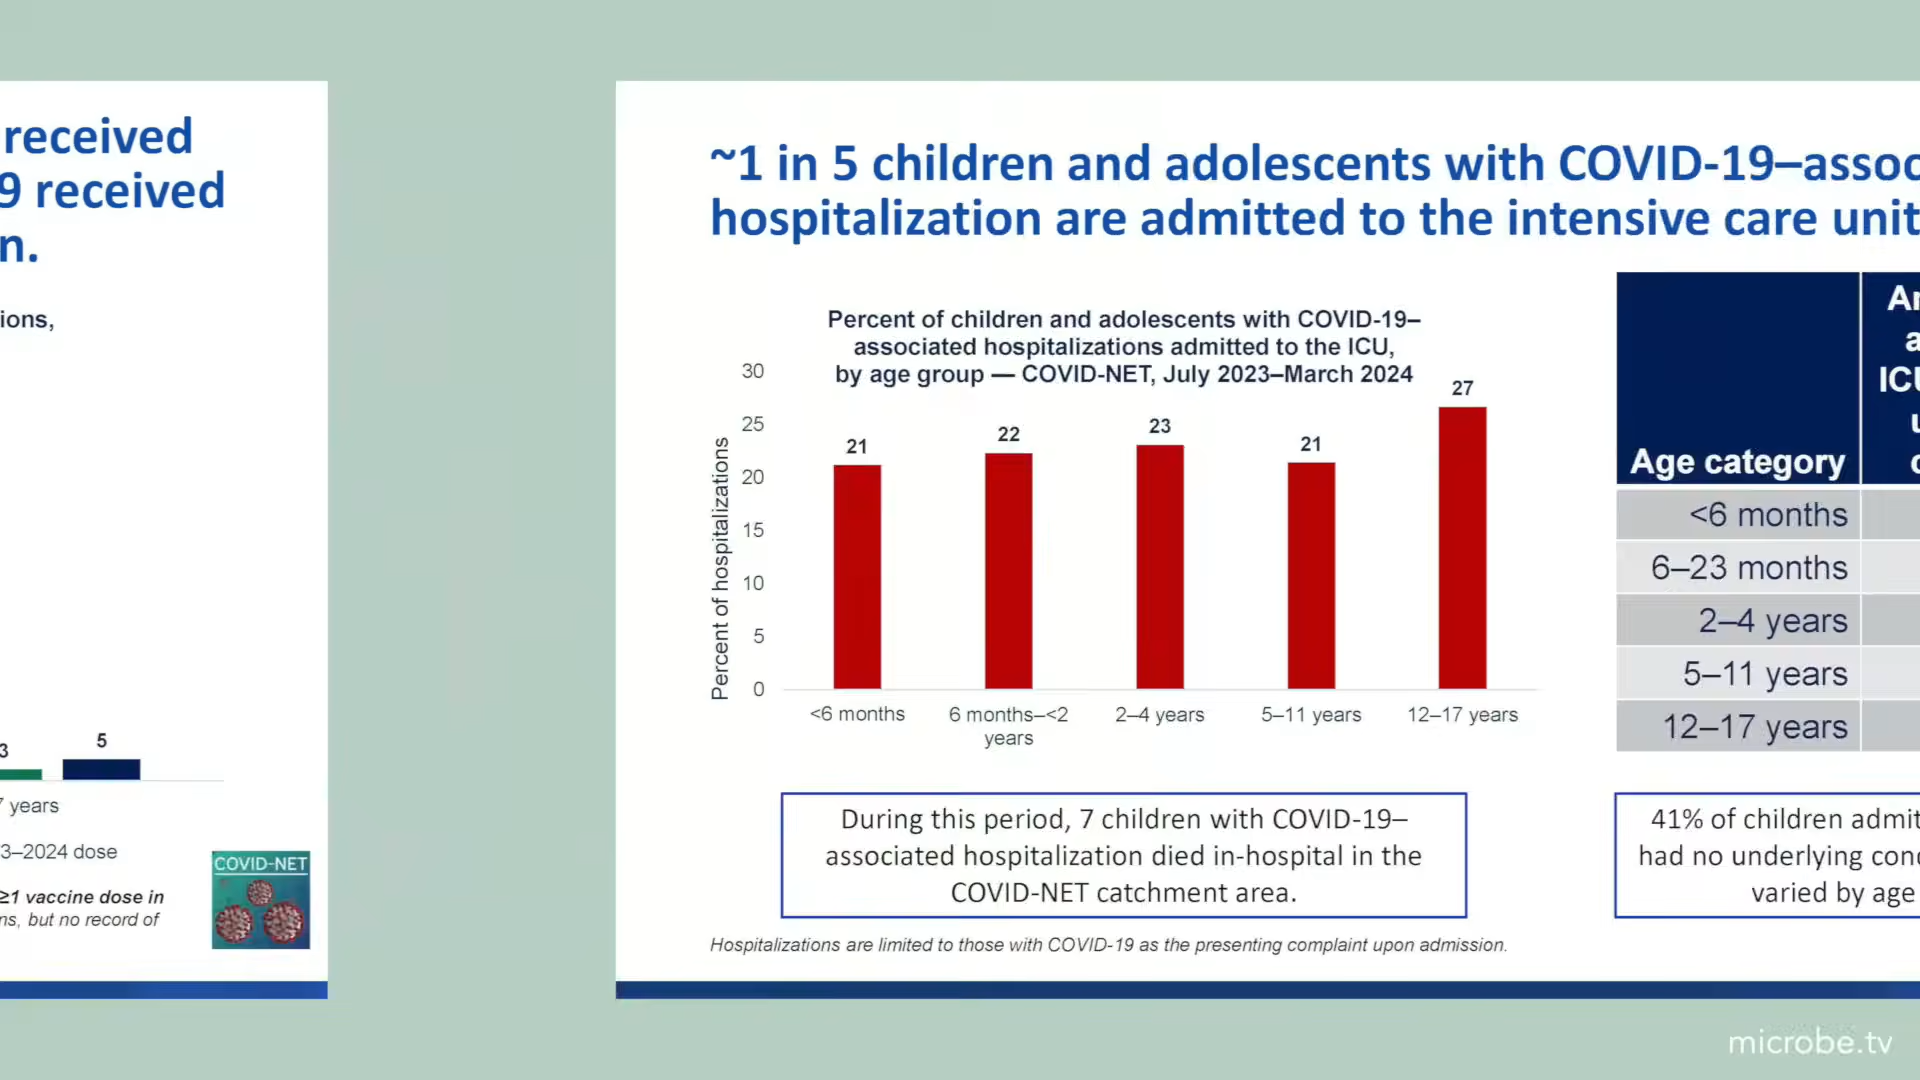 received
9 received
n.
ions,
3
5
7 years
3–2024 dose
≥1 vaccine dose in
ns, but no record of
COVID-NET
~1 in 5 children and adolescents with COVID-19–assoc
hospitalization are admitted to the intensive care unit
Percent of children and adolescents with COVID-19–
associated hospitalizations admitted to the ICU,
by age group — COVID-NET, July 2023–March 2024
Percent of hospitalizations
30
25
20
15
10
5
0
21
22
23
21
27
<6 months
6 months–<2
years
2–4 years
5–11 years
12–17 years
During this period, 7 children with COVID-19–
associated hospitalization died in-hospital in the
COVID-NET catchment area.
Hospitalizations are limited to those with COVID-19 as the presenting complaint upon admission.
Age category
<6 months
6–23 months
2–4 years
5–11 years
12–17 years
41% of children admit
had no underlying cond
varied by age
microbe.tv